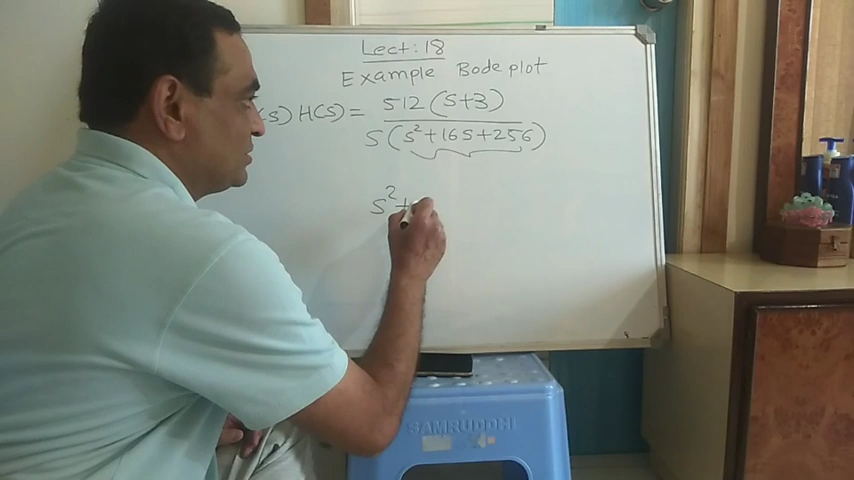 Lect: 18
Example Bode plot
(s) H(s) = 512 (s+3)
s(s²+16s+256)
s²+
SAMRUDDHI